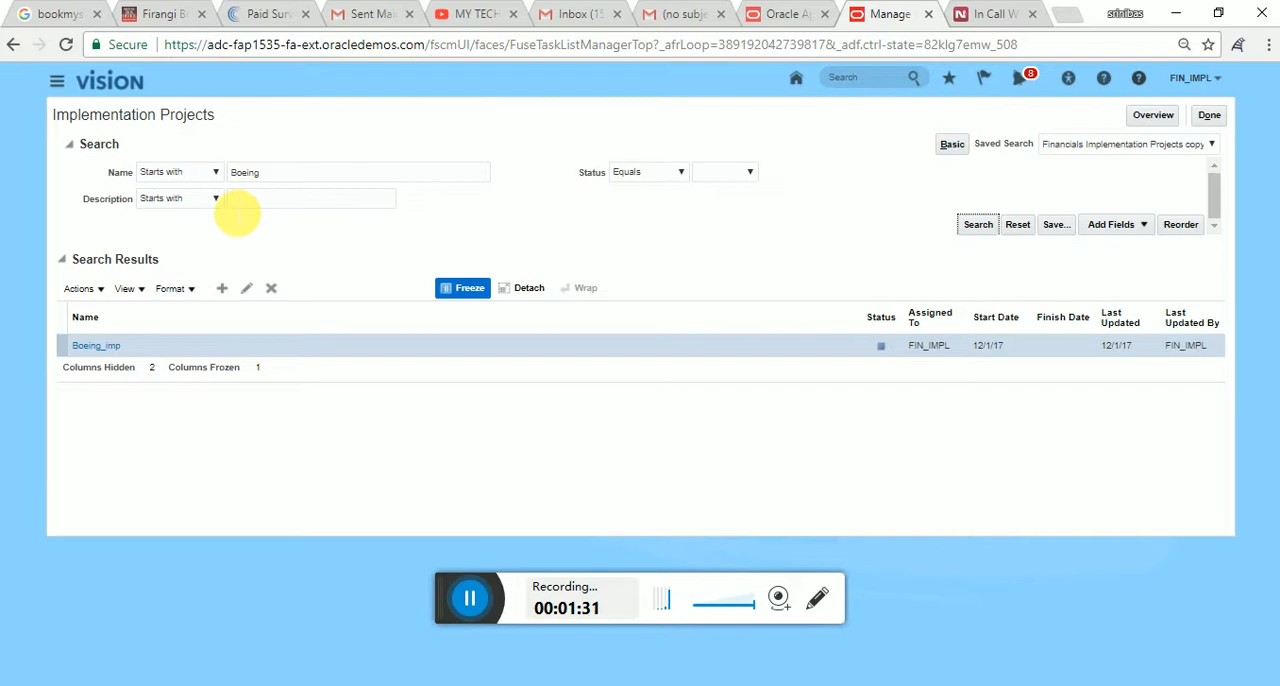 bookmys
Firangi B
Paid Surv
Sent Mai
MY TECH
Inbox (15
(no subje
Oracle A
Manage
In Call W
srinibas
Secure
https://adc-fap1535-fa-ext.oracledemos.com/fscmUI/faces/FuseTaskListManagerTop?_afrLoop=389192042739817&_adf.ctrl-state=82klg7emw_508
VISION
Search
8
FIN_IMPL
Implementation Projects
Overview
Done
Search
Basic
Saved Search
Financials Implementation Projects copy
Name
Starts with
Boeing
Status
Equals
Description
Starts with
Search
Reset
Save...
Add Fields
Reorder
Search Results
Actions
View
Format
Freeze
Detach
Wrap
Name
Status
Assigned To
Start Date
Finish Date
Last Updated
Last Updated By
Boeing_imp
FIN_IMPL
12/1/17
12/1/17
FIN_IMPL
Columns Hidden 2
Columns Frozen 1
Recording...
00:01:31